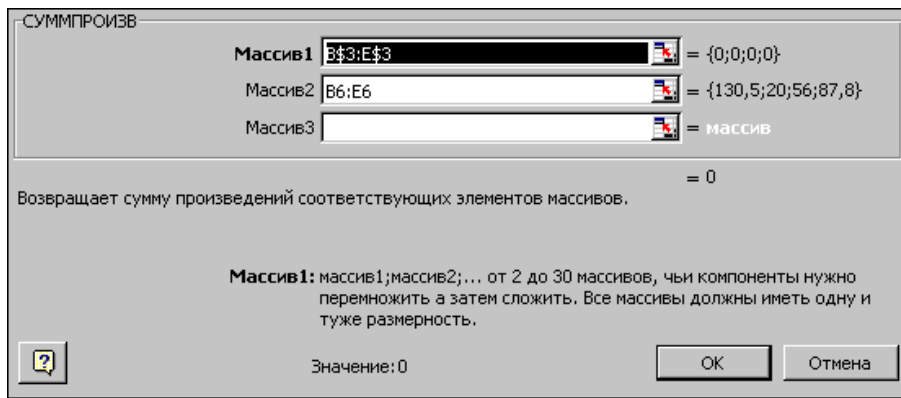 СУММПРОИЗВ
Массив1 B$3:E$3 = {0;0;0;0}
Массив2 B6:E6 = {130,5;20;56;87,8}
Массив3 = массив
= 0
Возвращает сумму произведений соответствующих элементов массивов.
Массив1: массив1;массив2;... от 2 до 30 массивов, чьи компоненты нужно
перемножить а затем сложить. Все массивы должны иметь одну и
туже размерность.
Значение:0 OK Отмена